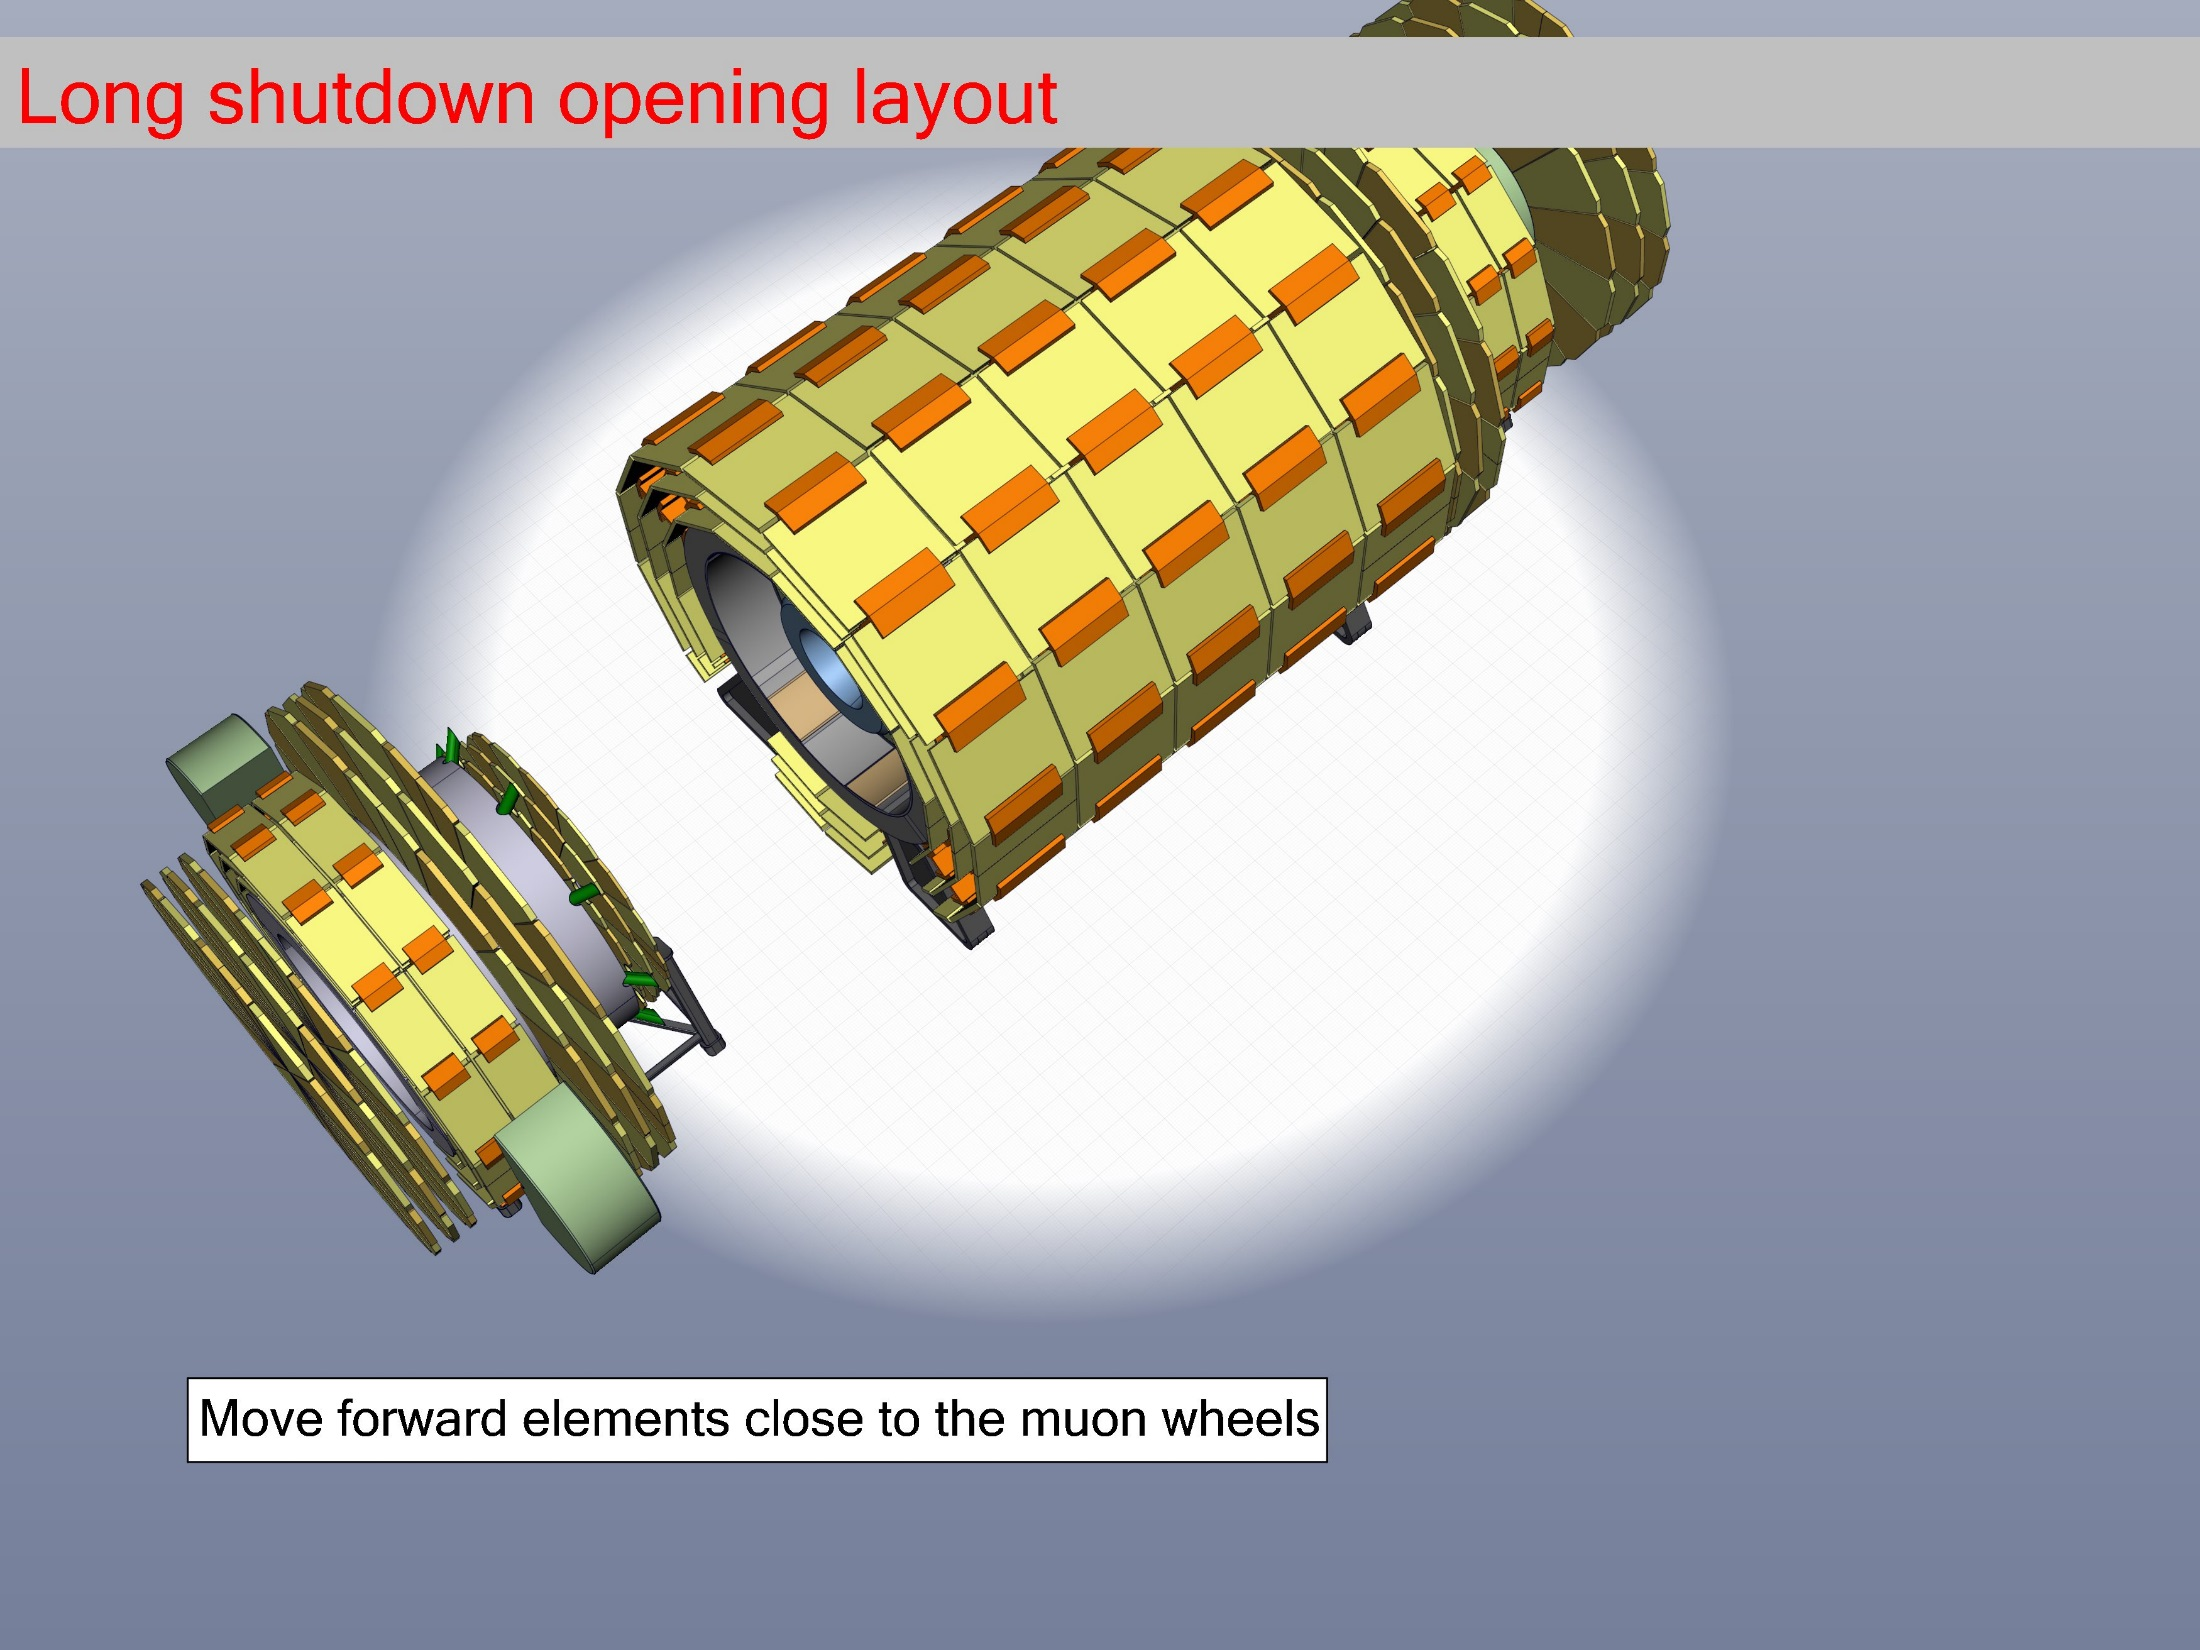 Long shutdown opening layout
Move forward elements close to the muon wheels